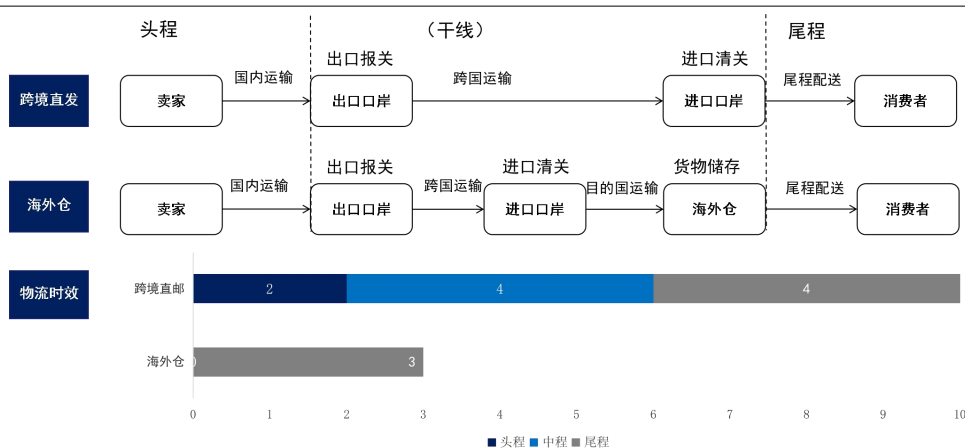 头程 （干线） 尾程
出口报关 进口清关
跨境直发 卖家 国内运输 出口口岸 跨国运输 进口口岸 尾程配送 消费者
出口报关 进口清关 货物储存
海外仓 卖家 国内运输 出口口岸 跨国运输 进口口岸 目的国运输 海外仓 尾程配送 消费者
物流时效
跨境直邮 2 4 4
海外仓 3
0 1 2 3 4 5 6 7 8 9 10
头程 中程 尾程